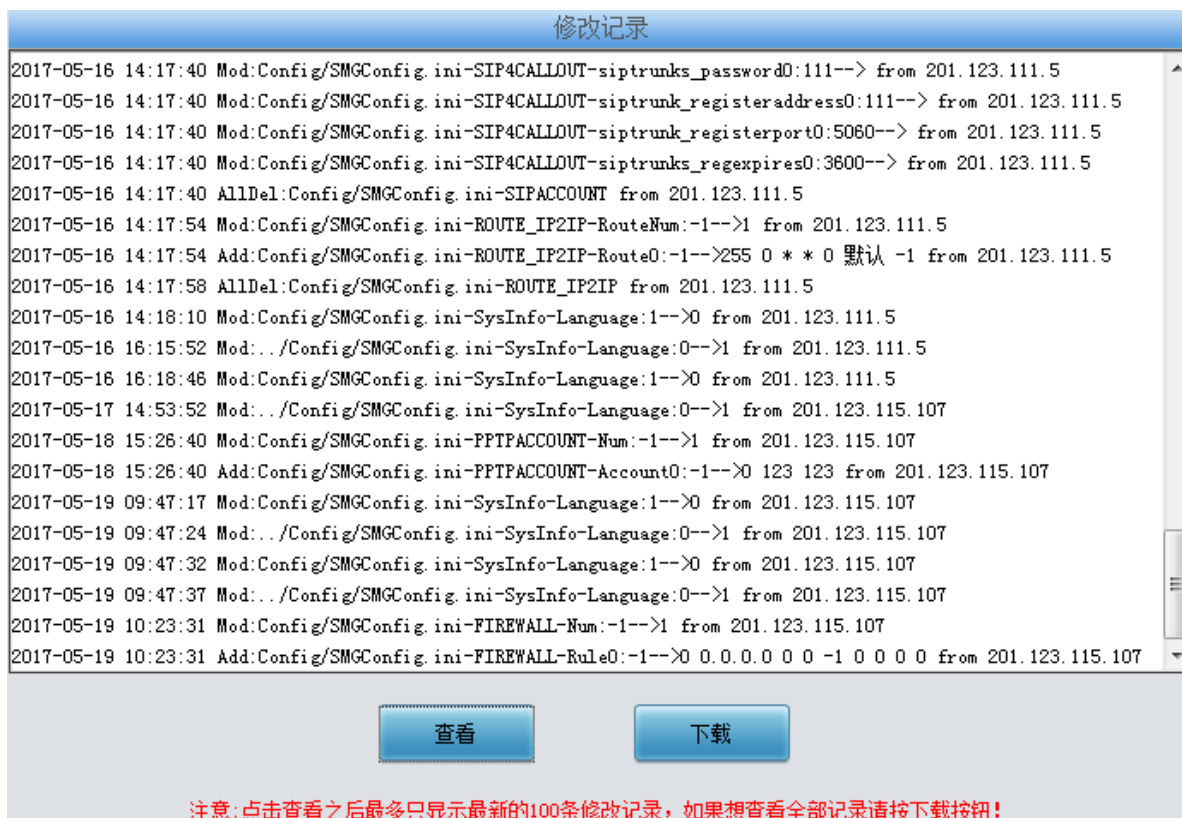 修改记录
2017-05-16 14:17:40 Mod:Config/SMGConfig.ini-SIP4CALLOUT-siptrunks_password0:111--> from 201.123.111.5
2017-05-16 14:17:40 Mod:Config/SMGConfig.ini-SIP4CALLOUT-siptrunk_registeraddress0:111--> from 201.123.111.5
2017-05-16 14:17:40 Mod:Config/SMGConfig.ini-SIP4CALLOUT-siptrunk_registerport0:5060--> from 201.123.111.5
2017-05-16 14:17:40 Mod:Config/SMGConfig.ini-SIP4CALLOUT-siptrunks_regexpires0:3600--> from 201.123.111.5
2017-05-16 14:17:40 AllDel:Config/SMGConfig.ini-SIPACCOUNT from 201.123.111.5
2017-05-16 14:17:54 Mod:Config/SMGConfig.ini-ROUTE_IP2IP-RouteNum:-1-->1 from 201.123.111.5
2017-05-16 14:17:54 Add:Config/SMGConfig.ini-ROUTE_IP2IP-Route0:-1-->255 0 * * 0 默认 -1 from 201.123.111.5
2017-05-16 14:17:58 AllDel:Config/SMGConfig.ini-ROUTE_IP2IP from 201.123.111.5
2017-05-16 14:18:10 Mod:Config/SMGConfig.ini-SysInfo-Language:1-->0 from 201.123.111.5
2017-05-16 16:15:52 Mod:../Config/SMGConfig.ini-SysInfo-Language:0-->1 from 201.123.111.5
2017-05-16 16:18:46 Mod:Config/SMGConfig.ini-SysInfo-Language:1-->0 from 201.123.111.5
2017-05-17 14:53:52 Mod:../Config/SMGConfig.ini-SysInfo-Language:0-->1 from 201.123.115.107
2017-05-18 15:26:40 Mod:Config/SMGConfig.ini-PPTPACCOUNT-Num:-1-->1 from 201.123.115.107
2017-05-18 15:26:40 Add:Config/SMGConfig.ini-PPTPACCOUNT-Account0:-1-->0 123 123 from 201.123.115.107
2017-05-19 09:47:17 Mod:Config/SMGConfig.ini-SysInfo-Language:1-->0 from 201.123.115.107
2017-05-19 09:47:24 Mod:../Config/SMGConfig.ini-SysInfo-Language:0-->1 from 201.123.115.107
2017-05-19 09:47:32 Mod:Config/SMGConfig.ini-SysInfo-Language:1-->0 from 201.123.115.107
2017-05-19 09:47:37 Mod:../Config/SMGConfig.ini-SysInfo-Language:0-->1 from 201.123.115.107
2017-05-19 10:23:31 Mod:Config/SMGConfig.ini-FIREWALL-Num:-1-->1 from 201.123.115.107
2017-05-19 10:23:31 Add:Config/SMGConfig.ini-FIREWALL-Rule0:-1-->0 0.0.0.0 0 0 -1 0 0 0 0 from 201.123.115.107
查看 下载
注意:点击查看之后最多只显示最新的100条修改记录，如果想查看全部记录请按下载按钮！